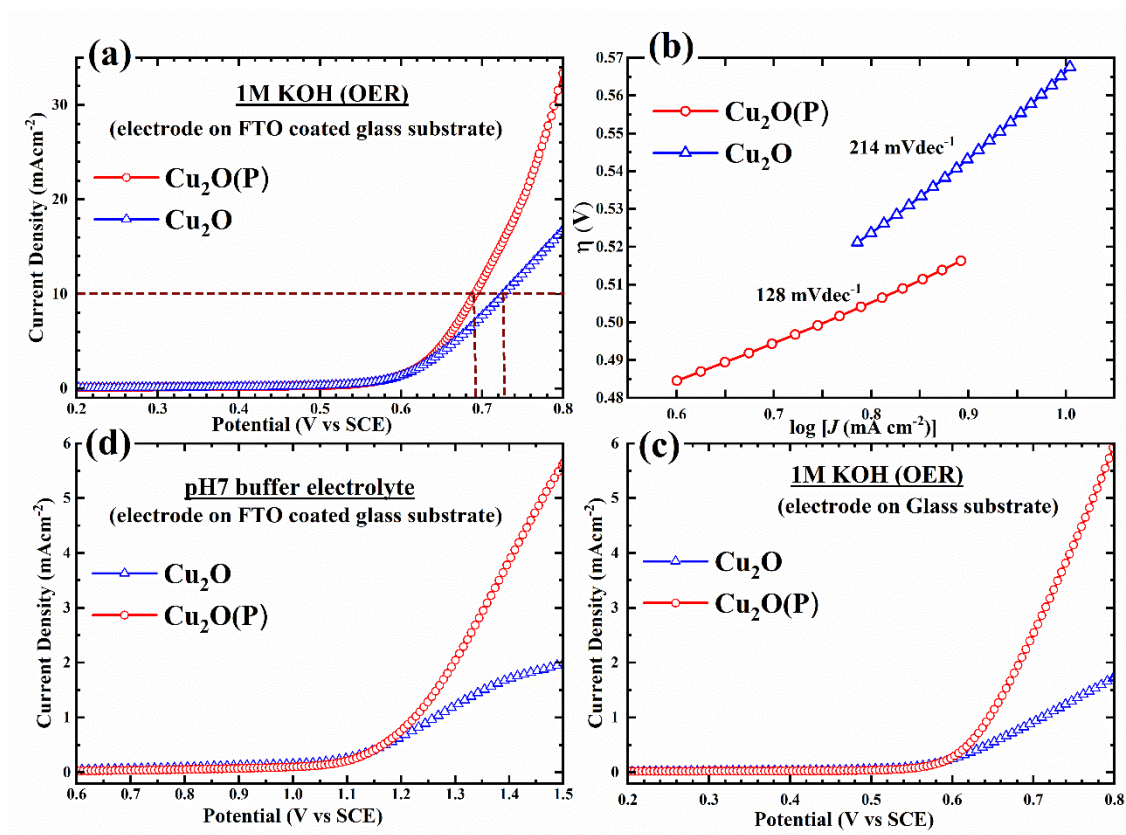 (a)
1M KOH (OER)
(electrode on FTO coated glass substrate)
Cu₂O(P)
Cu₂O
Current Density (mAcm⁻²)
30
20
10
0
0.2 0.3 0.4 0.5 0.6 0.7 0.8
Potential (V vs SCE)
(b)
Cu₂O(P)
Cu₂O
214 mVdec⁻¹
128 mVdec⁻¹
η (V)
0.57
0.56
0.55
0.54
0.53
0.52
0.51
0.50
0.49
0.48
0.6 0.7 0.8 0.9 1.0
log [J (mA cm⁻²)]
(d)
pH7 buffer electrolyte
(electrode on FTO coated glass substrate)
Cu₂O
Cu₂O(P)
Current Density (mAcm⁻²)
6
5
4
3
2
1
0
0.6 0.7 0.8 0.9 1.0 1.1 1.2 1.3 1.4 1.5
Potential (V vs SCE)
(c)
1M KOH (OER)
(electrode on Glass substrate)
Cu₂O
Cu₂O(P)
Current Density (mAcm⁻²)
6
5
4
3
2
1
0
0.2 0.3 0.4 0.5 0.6 0.7 0.8
Potential (V vs SCE)